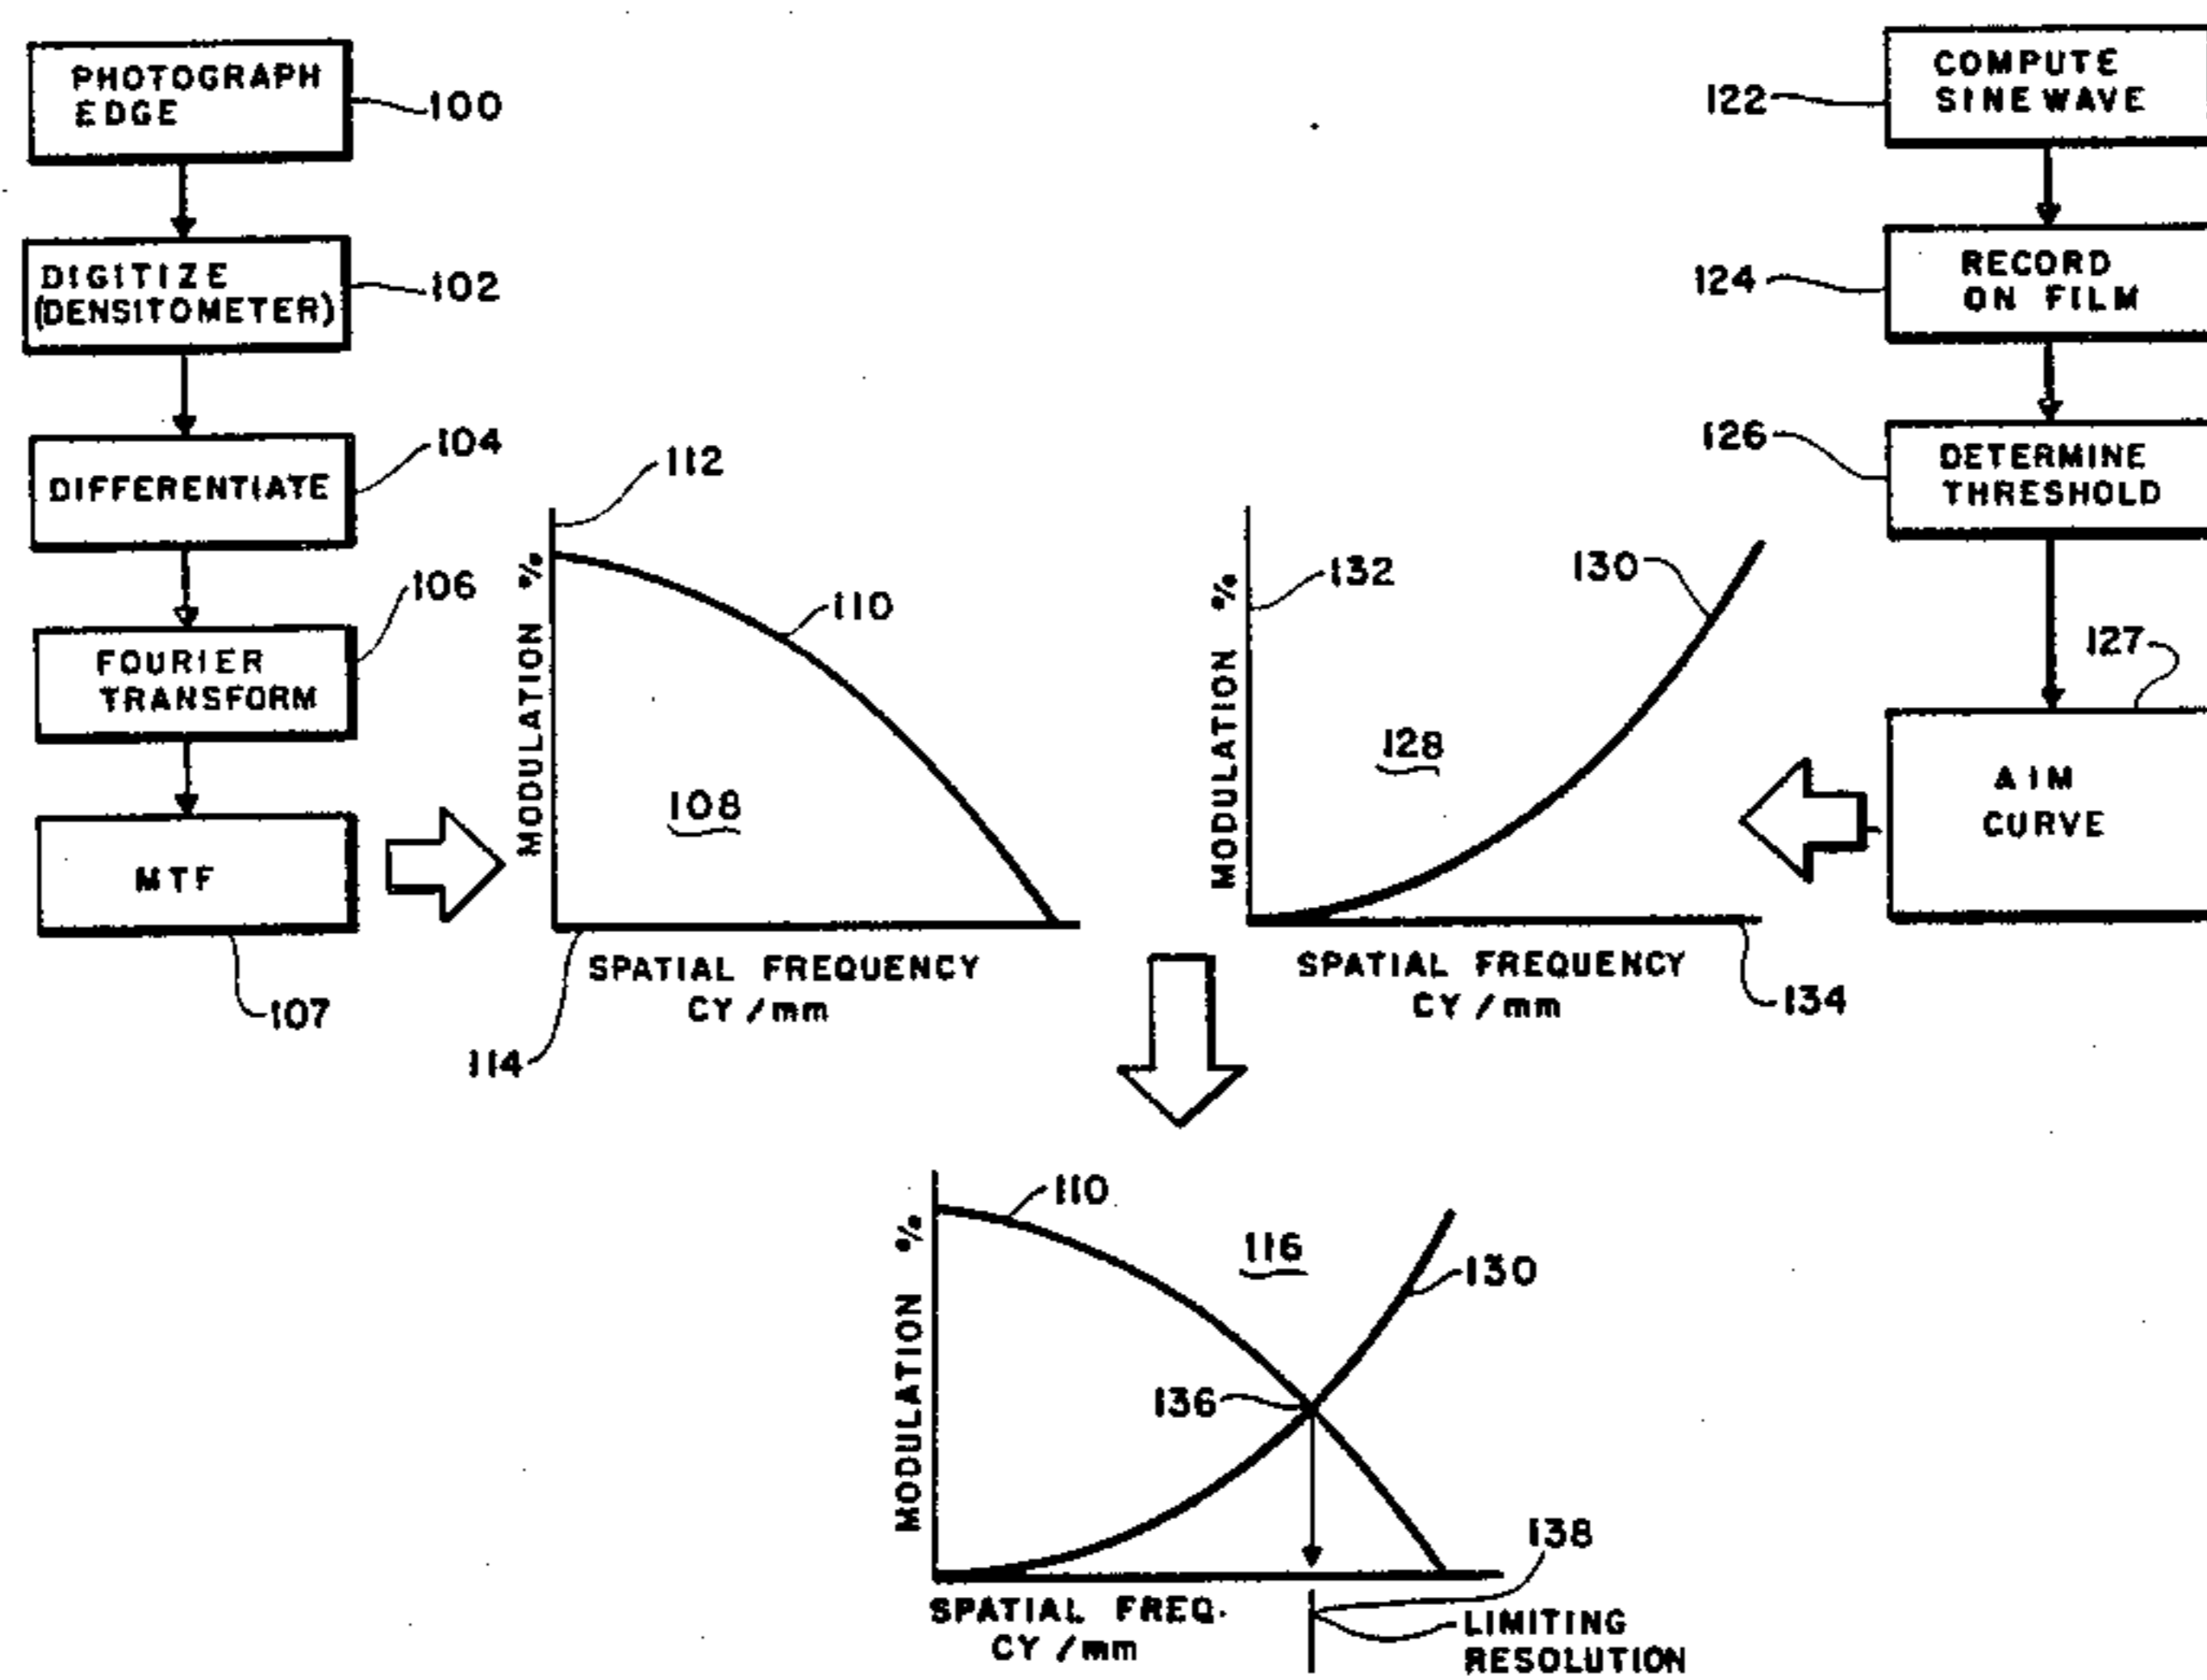 PHOTOGRAPH
EDGE
100
DIGITIZE
(DENSITOMETER)
102
DIFFERENTIATE
104
FOURIER
TRANSFORM
106
MTF
107
MODULATION %
112
110
108
114
SPATIAL FREQUENCY
CY/mm
COMPUTE
SINEWAVE
122
RECORD
ON FILM
124
DETERMINE
THRESHOLD
126
127
AIM
CURVE
MODULATION %
132
130
128
SPATIAL FREQUENCY
CY/mm
134
MODULATION %
110
116
130
136
138
SPATIAL FREQ.
CY/mm
LIMITING
RESOLUTION